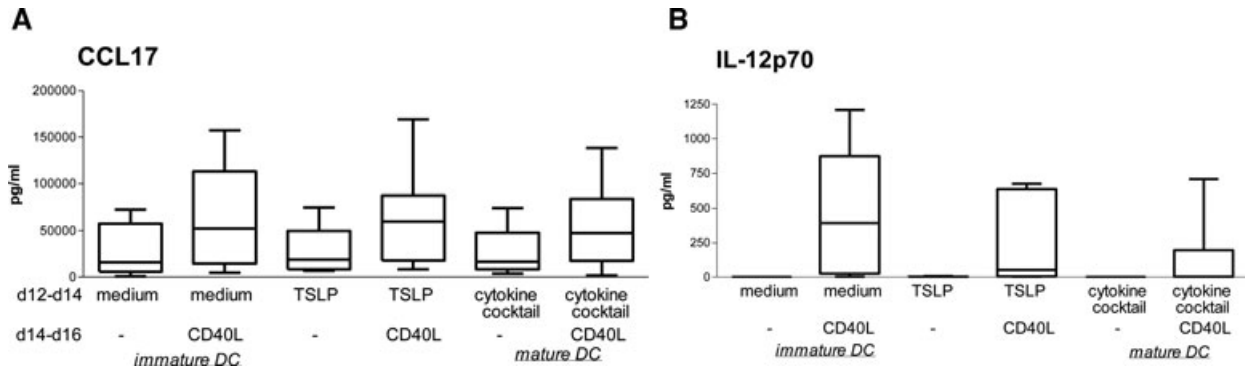 A
CCL17
200000
150000
100000
50000
0
pg/ml
d12-d14 medium medium TSLP TSLP cytokine cocktail cytokine cocktail
d14-d16 - CD40L - CD40L - CD40L
immature DC mature DC
B
IL-12p70
1250
1000
750
500
250
0
pg/ml
medium medium TSLP TSLP cytokine cocktail cytokine cocktail
- CD40L - CD40L - CD40L
immature DC mature DC